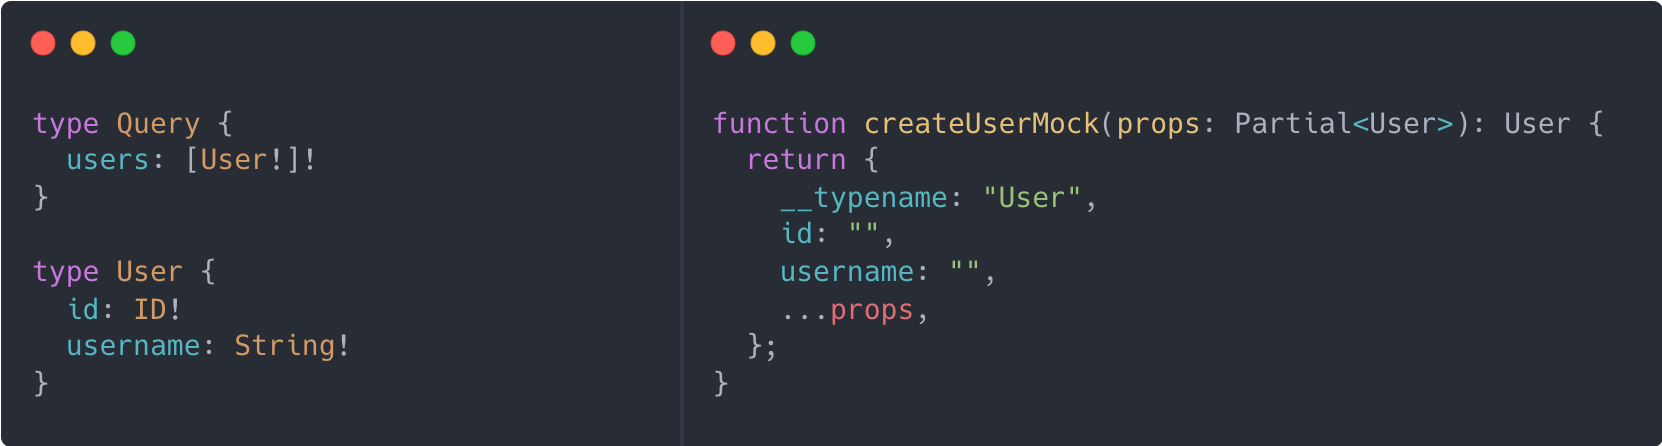 type Query {
  users: [User!]!
}

type User {
  id: ID!
  username: String!
}

function createUserMock(props: Partial<User>): User {
  return {
    __typename: "User",
    id: "",
    username: "",
    ...props,
  };
}